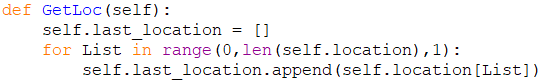 def GetLoc(self):
    self.last_location = []
    for List in range(0,len(self.location),1):
        self.last_location.append(self.location[List])